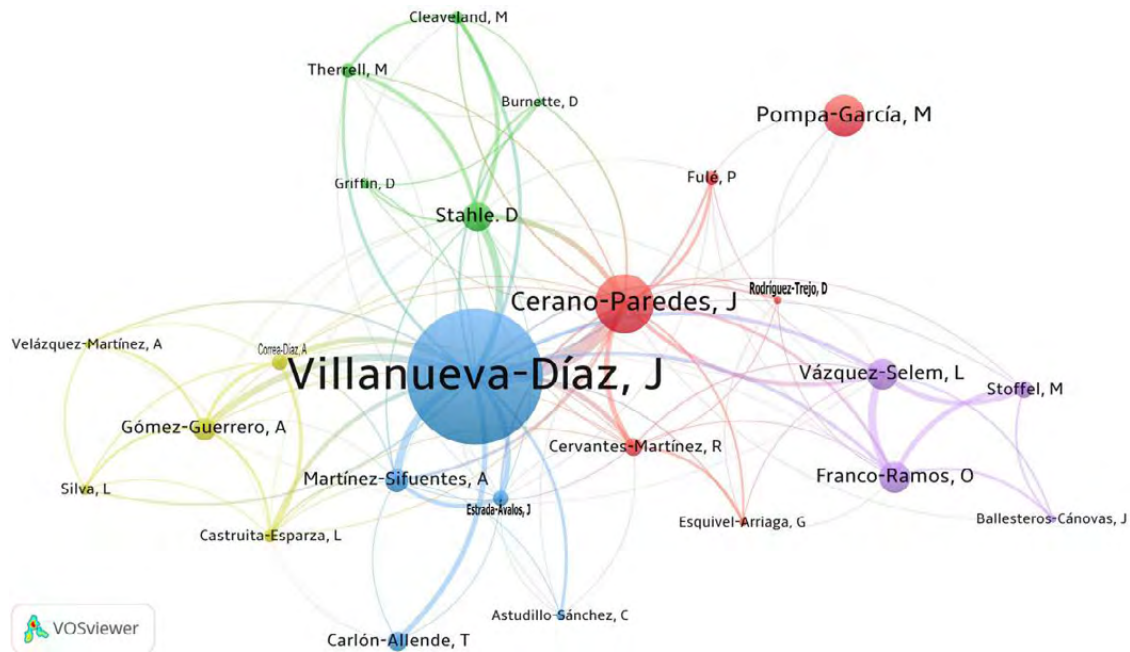 Cleaveland, M
Therrell, M
Burnette, D
Pompa-García, M
Fulé, P
Griffin, D
Stahle. D
Rodríguez-Trejo, D
Cerano-Paredes, J
Velázquez-Martínez, A
Correa-Díaz, A
Villanueva-Díaz, J
Vázquez-Selem, L
Stoffel, M
Gómez-Guerrero, A
Cervantes-Martínez, R
Martínez-Sifuentes, A
Franco-Ramos, O
Silva, L
Estrada-Ávalos, J
Castruita-Esparza, L
Esquivel-Arriaga, G
Ballesteros-Cánovas, J
Astudillo-Sánchez, C
Carlón-Allende, T
VOSviewer